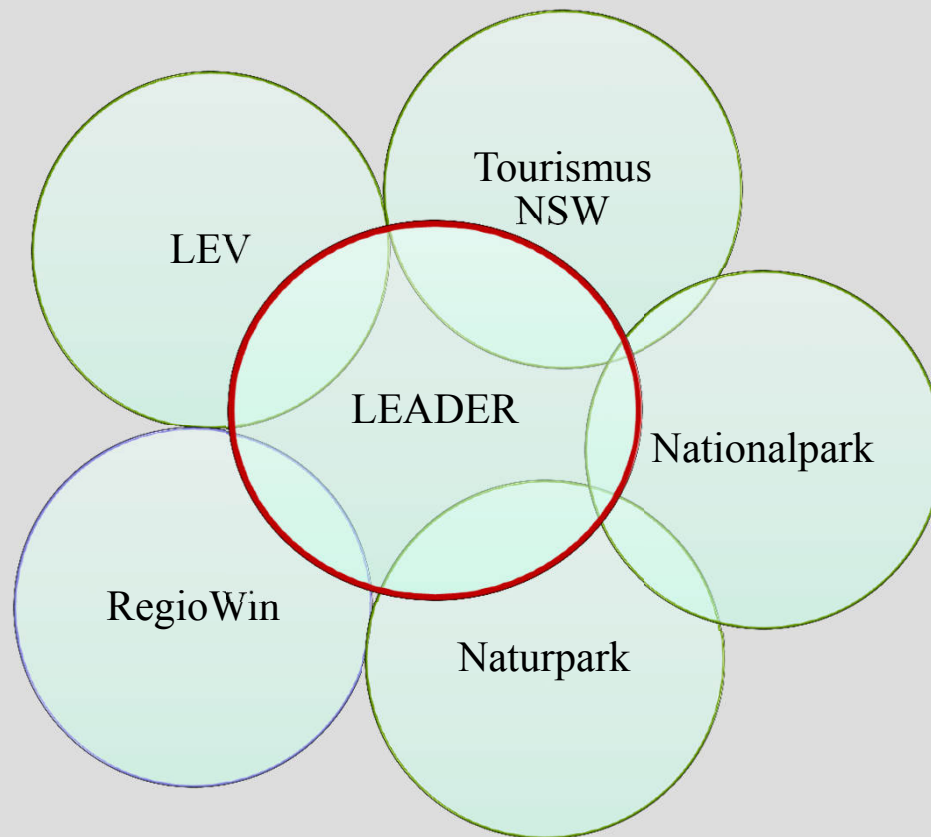 Tourismus
NSW
LEV
LEADER
Nationalpark
RegioWin
Naturpark